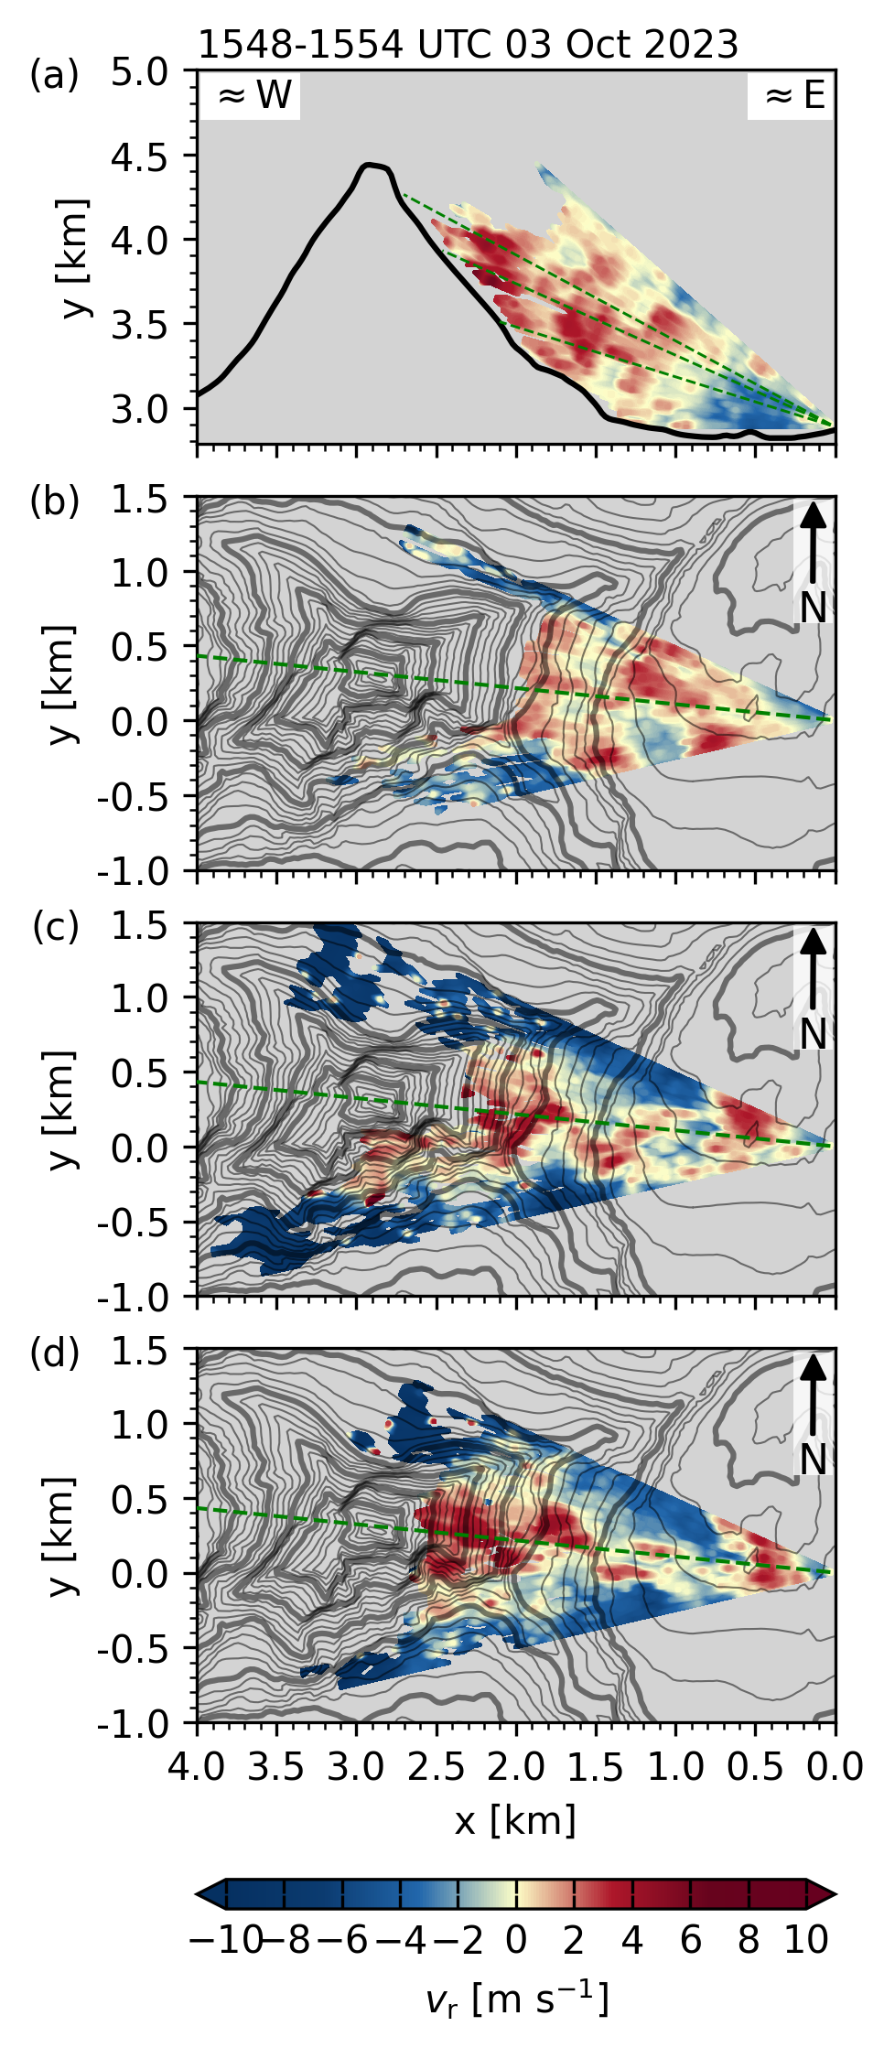 1548-1554 UTC 03 Oct 2023
(a)
≈W
≈E
5.0
4.5
4.0
3.5
3.0
y [km]
(b)
1.5
1.0
0.5
0.0
-0.5
-1.0
y [km]
N
(c)
1.5
1.0
0.5
0.0
-0.5
-1.0
y [km]
N
(d)
1.5
1.0
0.5
0.0
-0.5
-1.0
y [km]
N
4.0 3.5 3.0 2.5 2.0 1.5 1.0 0.5 0.0
x [km]
−10 −8 −6 −4 −2 0 2 4 6 8 10
vᵣ [m s⁻¹]